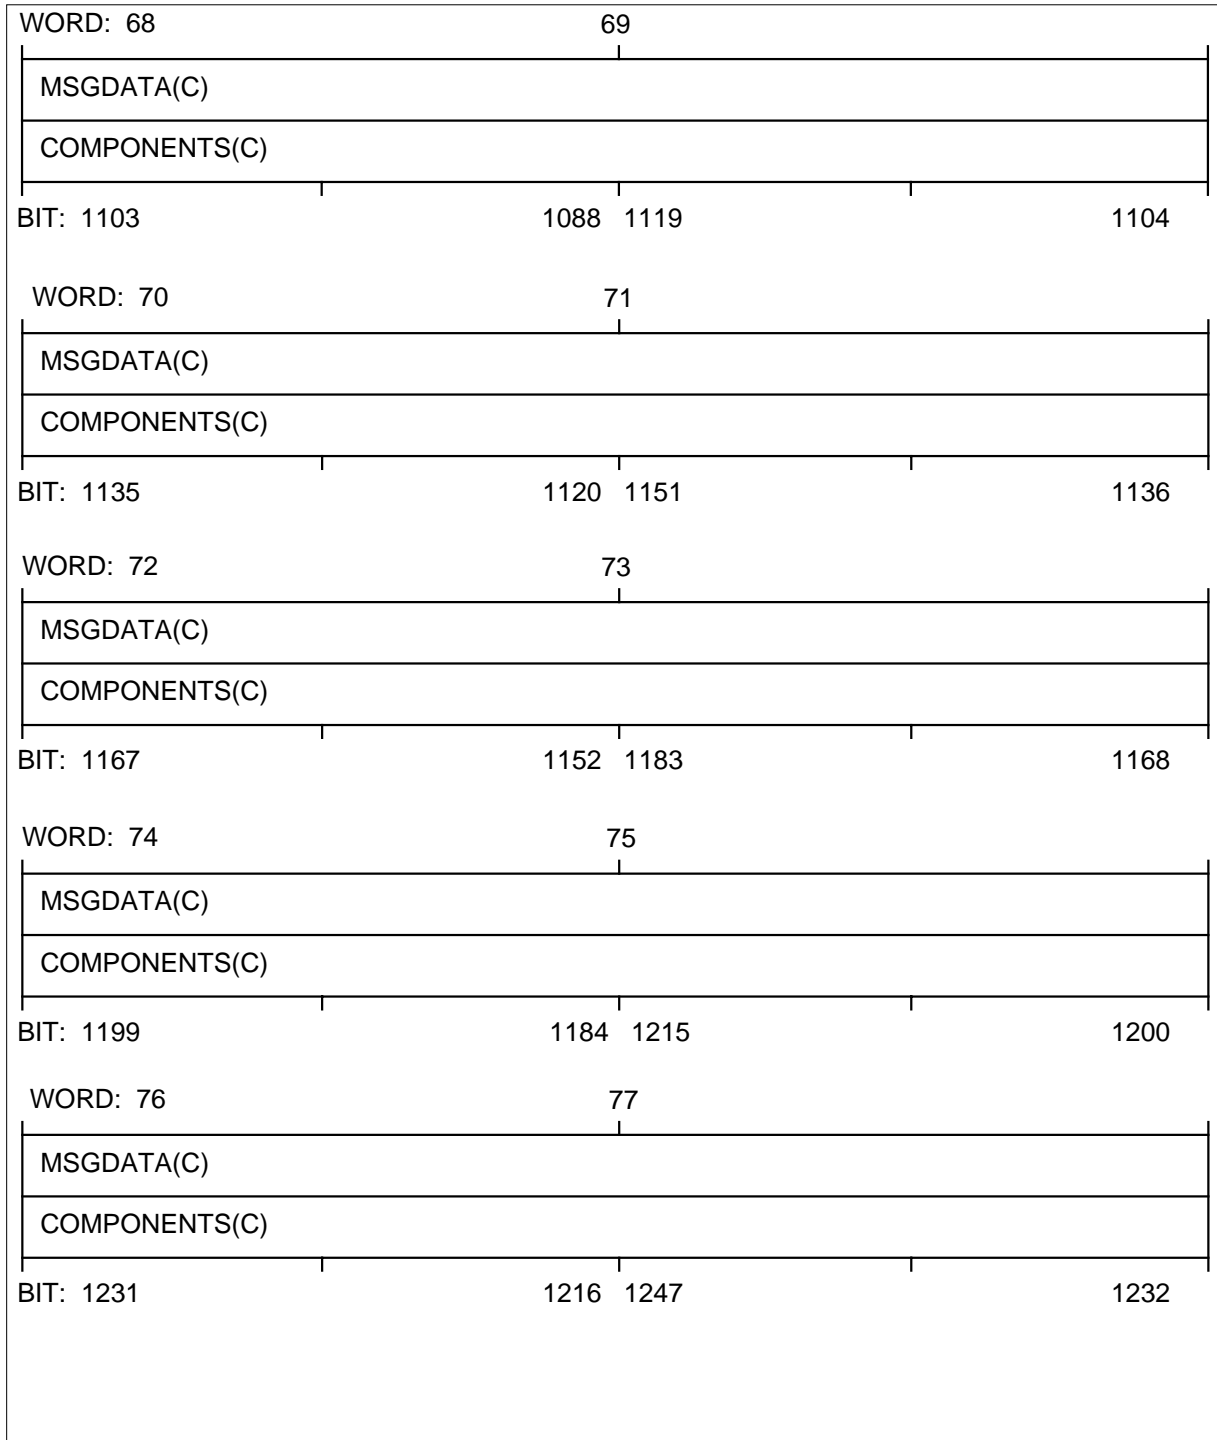 WORD: 68 69
MSGDATA(C)
COMPONENTS(C)
BIT: 1103 1088 1119 1104
WORD: 70 71
MSGDATA(C)
COMPONENTS(C)
BIT: 1135 1120 1151 1136
WORD: 72 73
MSGDATA(C)
COMPONENTS(C)
BIT: 1167 1152 1183 1168
WORD: 74 75
MSGDATA(C)
COMPONENTS(C)
BIT: 1199 1184 1215 1200
WORD: 76 77
MSGDATA(C)
COMPONENTS(C)
BIT: 1231 1216 1247 1232